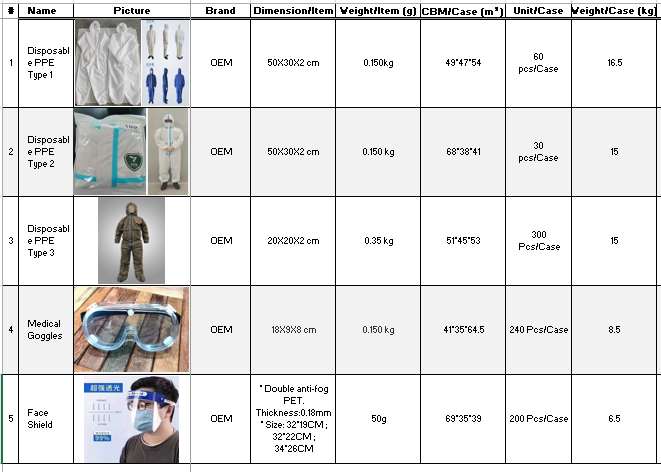 # Name Picture Brand Dimension/Item Weight/Item (g) CBM/Case (m³) Unit/Case Weight/Case (kg)
1 Disposabl e PPE Type 1 OEM 50X30X2 cm 0.150kg 49*47*54 60 pcs/Case 16.5
2 Disposabl e PPE Type 2 OEM 50X30X2 cm 0.150 kg 68*38*41 30 pcs/Case 15
3 Disposabl e PPE Type 3 OEM 20X20X2 cm 0.35 kg 51*45*53 300 Pcs/Case 15
4 Medical Goggles OEM 18X9X8 cm 0.150 kg 41*35*64.5 240 Pcs/Case 8.5
超强透光
99%
5 Face Shield OEM * Double anti-fog PET. Thickness:0.18mm * Size: 32*19CM ; 32*22CM ; 34*26CM 50g 69*35*39 200 Pcs/Case 6.5